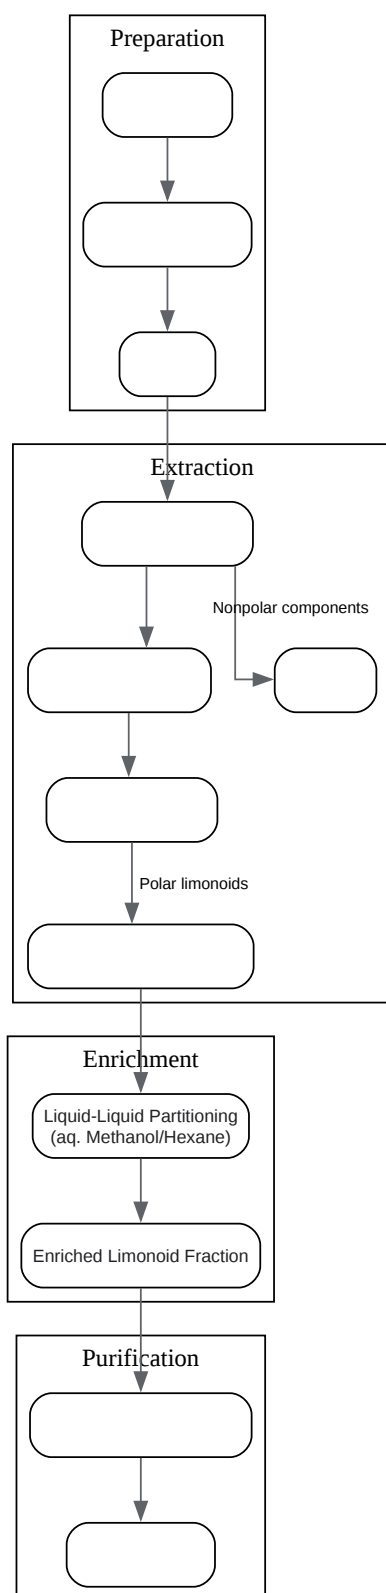 Preparation
Extraction
Nonpolar components
Polar limonoids
Enrichment
Liquid-Liquid Partitioning
(aq. Methanol/Hexane)
Enriched Limonoid Fraction
Purification